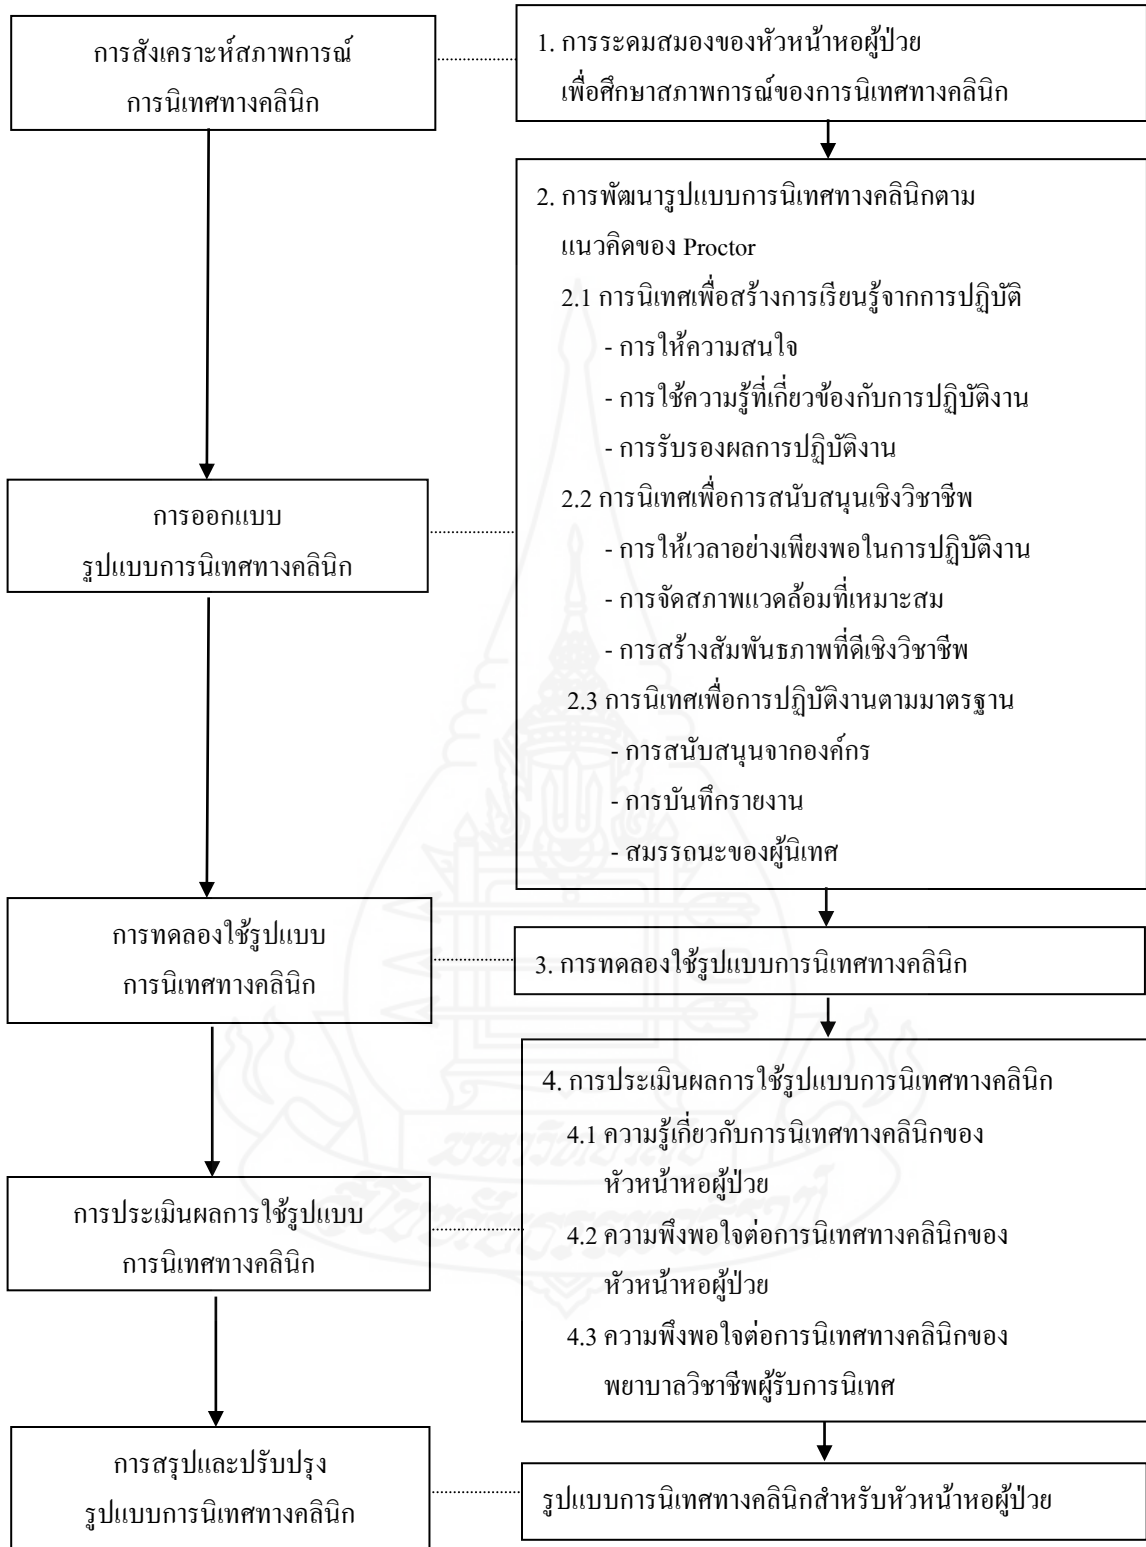 การสังเคราะห์สภาพการณ์
การนิเทศทางคลินิก
1. การระดมสมองของหัวหน้าหอผู้ป่วย
เพื่อศึกษาสภาพการณ์ของการนิเทศทางคลินิก
การออกแบบ
รูปแบบการนิเทศทางคลินิก
2. การพัฒนารูปแบบการนิเทศทางคลินิกตาม
แนวคิดของ Proctor
2.1 การนิเทศเพื่อสร้างการเรียนรู้จากการปฏิบัติ
- การให้ความสนใจ
- การใช้ความรู้ที่เกี่ยวข้องกับการปฏิบัติงาน
- การรับรองผลการปฏิบัติงาน
2.2 การนิเทศเพื่อการสนับสนุนเชิงวิชาชีพ
- การให้เวลาอย่างเพียงพอในการปฏิบัติงาน
- การจัดสภาพแวดล้อมที่เหมาะสม
- การสร้างสัมพันธภาพที่ดีเชิงวิชาชีพ
2.3 การนิเทศเพื่อการปฏิบัติงานตามมาตรฐาน
- การสนับสนุนจากองค์กร
- การบันทึกรายงาน
- สมรรถนะของผู้นิเทศ
การทดลองใช้รูปแบบ
การนิเทศทางคลินิก
3. การทดลองใช้รูปแบบการนิเทศทางคลินิก
การประเมินผลการใช้รูปแบบ
การนิเทศทางคลินิก
4. การประเมินผลการใช้รูปแบบการนิเทศทางคลินิก
4.1 ความรู้เกี่ยวกับการนิเทศทางคลินิกของ
หัวหน้าหอผู้ป่วย
4.2 ความพึงพอใจต่อการนิเทศทางคลินิกของ
หัวหน้าหอผู้ป่วย
4.3 ความพึงพอใจต่อการนิเทศทางคลินิกของ
พยาบาลวิชาชีพผู้รับการนิเทศ
การสรุปและปรับปรุง
รูปแบบการนิเทศทางคลินิก
รูปแบบการนิเทศทางคลินิกสำหรับหัวหน้าหอผู้ป่วย
มหาวิทยาลัย
สุโขทัยธรรมาธิราช